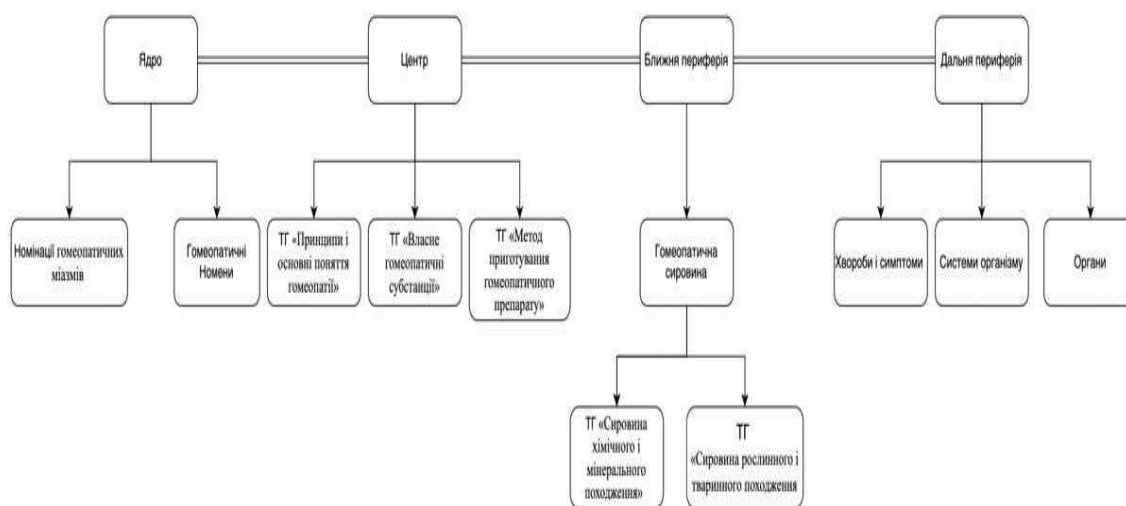 Ядро
Центр
Ближня периферія
Дальня периферія
Номінації гомеопатичних
міазмів
Гомеопатичні
Номени
ТГ «Принципи і
основні поняття
гомеопатії»
ТГ «Власне
гомеопатичні
субстанції»
ТГ «Метод
приготування
гомеопатичного
препарату»
Гомеопатична
сировина
Хвороби і симптоми
Системи організму
Органи
ТГ «Сировина
хімічного і
мінерального
походження»
ТГ
«Сировина рослинного і
тваринного походження